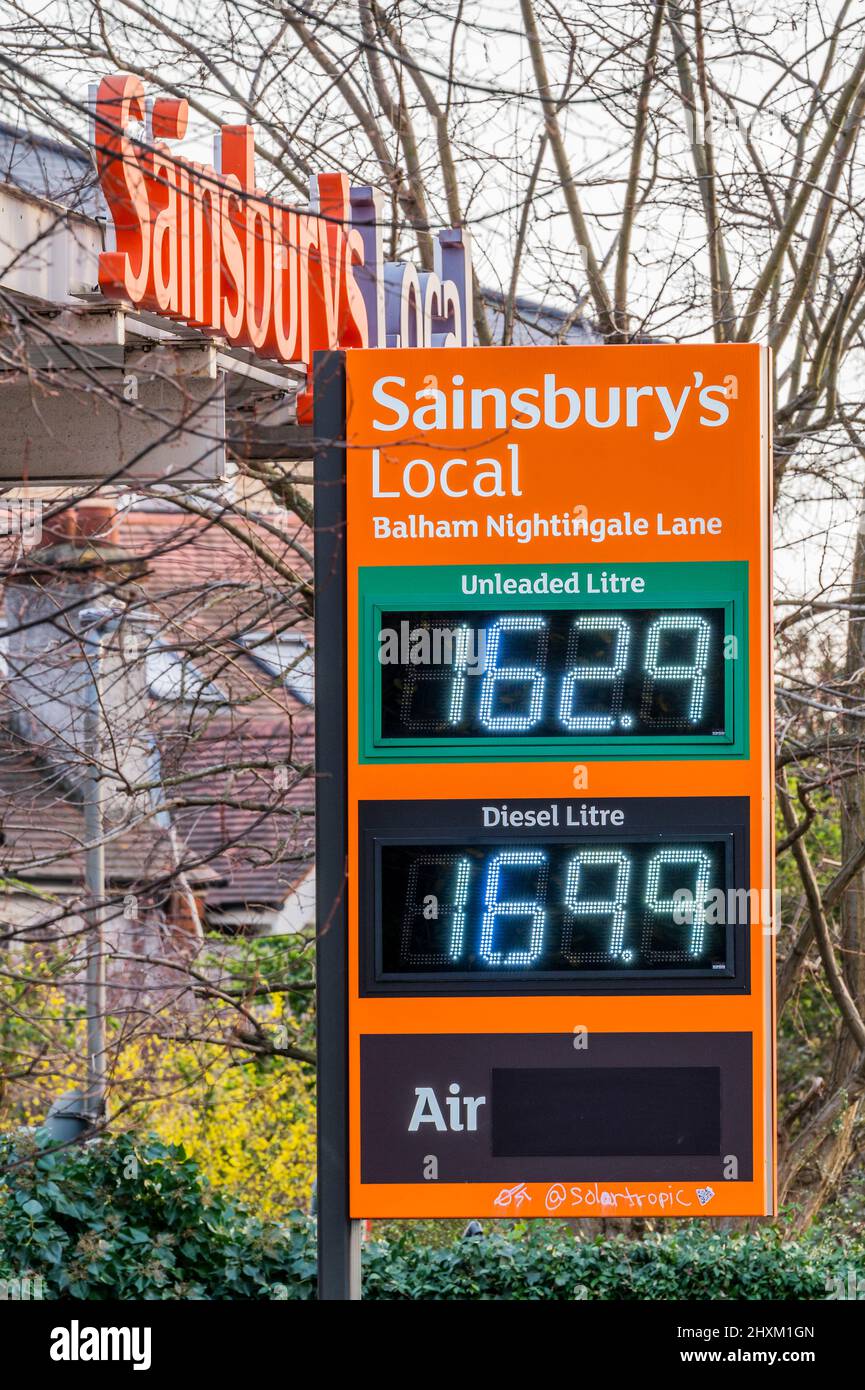 Sainsbury's Local
Sainsbury's
Local
Balham Nightingale Lane
Unleaded Litre
162.9
Diesel Litre
169.9
Air
@solartropic
alamy
Image ID: 2HXM1GN
www.alamy.com